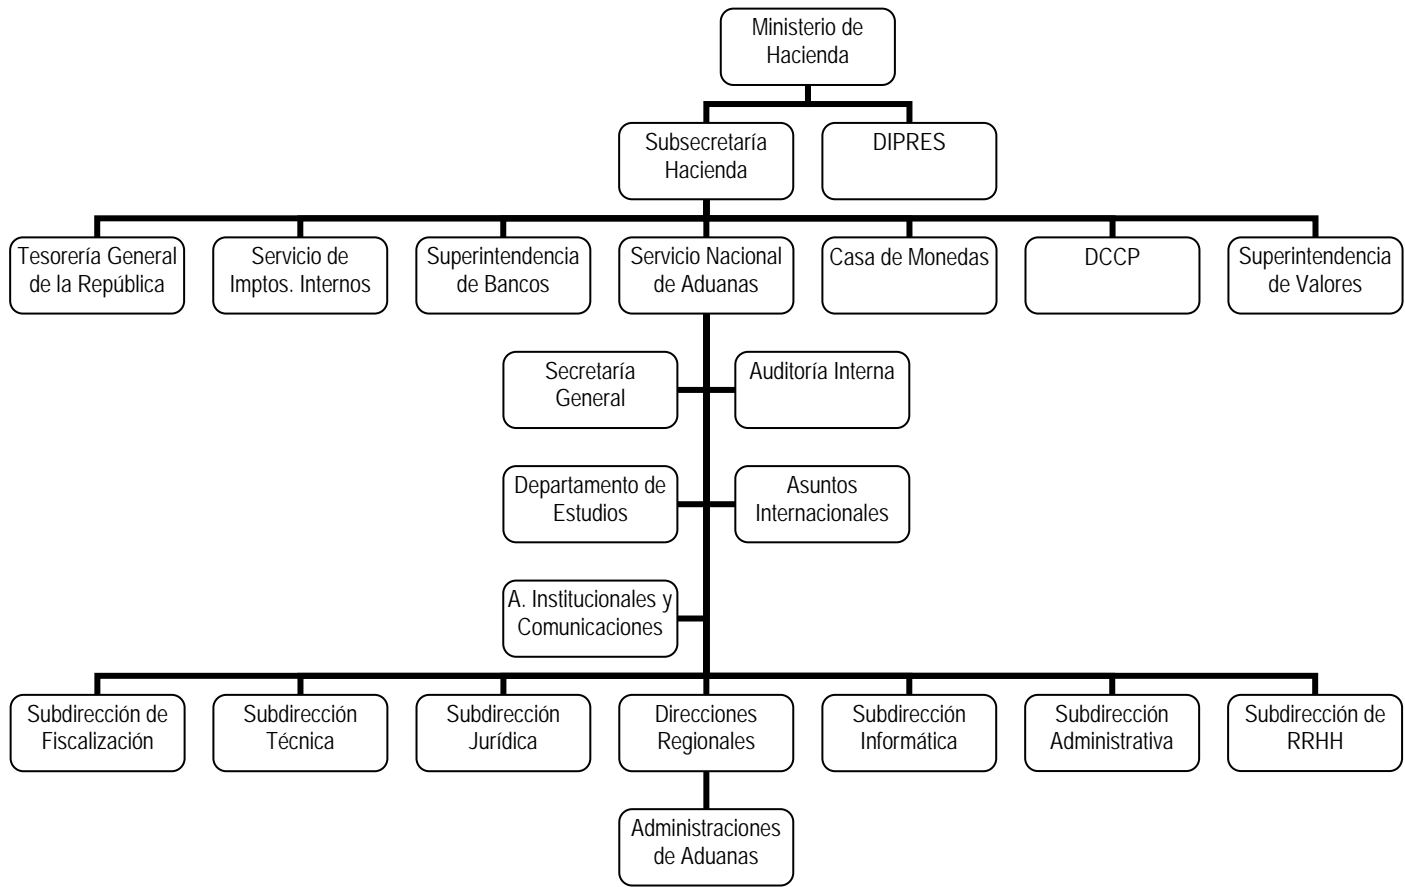 Ministerio de
Hacienda
Subsecretaría
Hacienda
DIPRES
Tesorería General
de la República
Servicio de
Imptos. Internos
Superintendencia
de Bancos
Servicio Nacional
de Aduanas
Casa de Monedas
DCCP
Superintendencia
de Valores
Secretaría
General
Auditoría Interna
Departamento de
Estudios
Asuntos
Internacionales
A. Institucionales y
Comunicaciones
Subdirección de
Fiscalización
Subdirección
Técnica
Subdirección
Jurídica
Direcciones
Regionales
Subdirección
Informática
Subdirección
Administrativa
Subdirección de
RRHH
Administraciones
de Aduanas